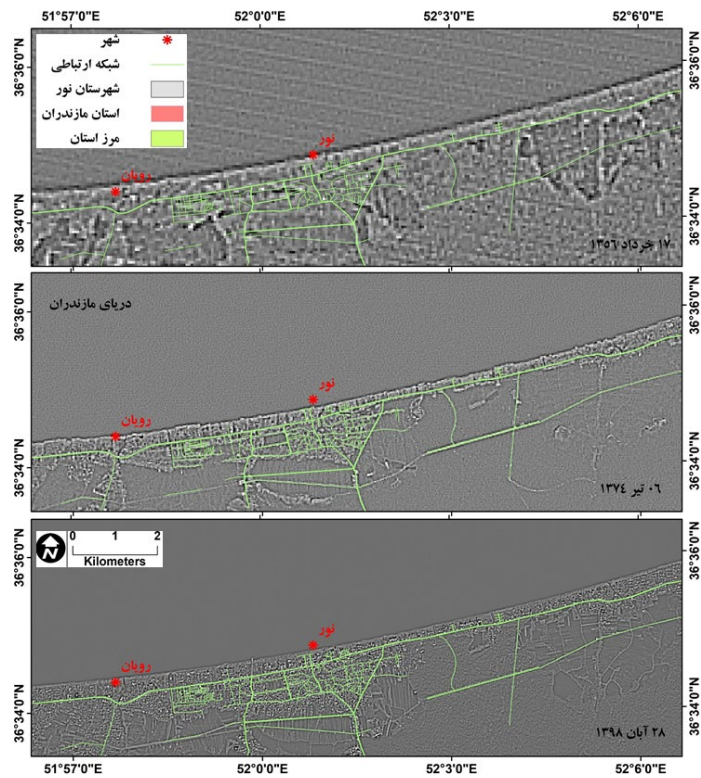 51°57'0"E 52°0'0"E 52°3'0"E 52°6'0"E
شهر
شبکه ارتباطی
شهرستان نور
استان مازندران
مرز استان
36°36'0"N
36°36'0"N
نور
رویان
36°34'0"N
36°34'0"N
۱۷ خرداد ۱۳۵۶
36°36'0"N
36°36'0"N
دریای مازندران
نور
رویان
36°34'0"N
36°34'0"N
۰۶ تیر ۱۳۷۴
N
0 1 2
Kilometers
36°36'0"N
36°36'0"N
نور
رویان
36°34'0"N
36°34'0"N
۲۸ آبان ۱۳۹۸
51°57'0"E 52°0'0"E 52°3'0"E 52°6'0"E